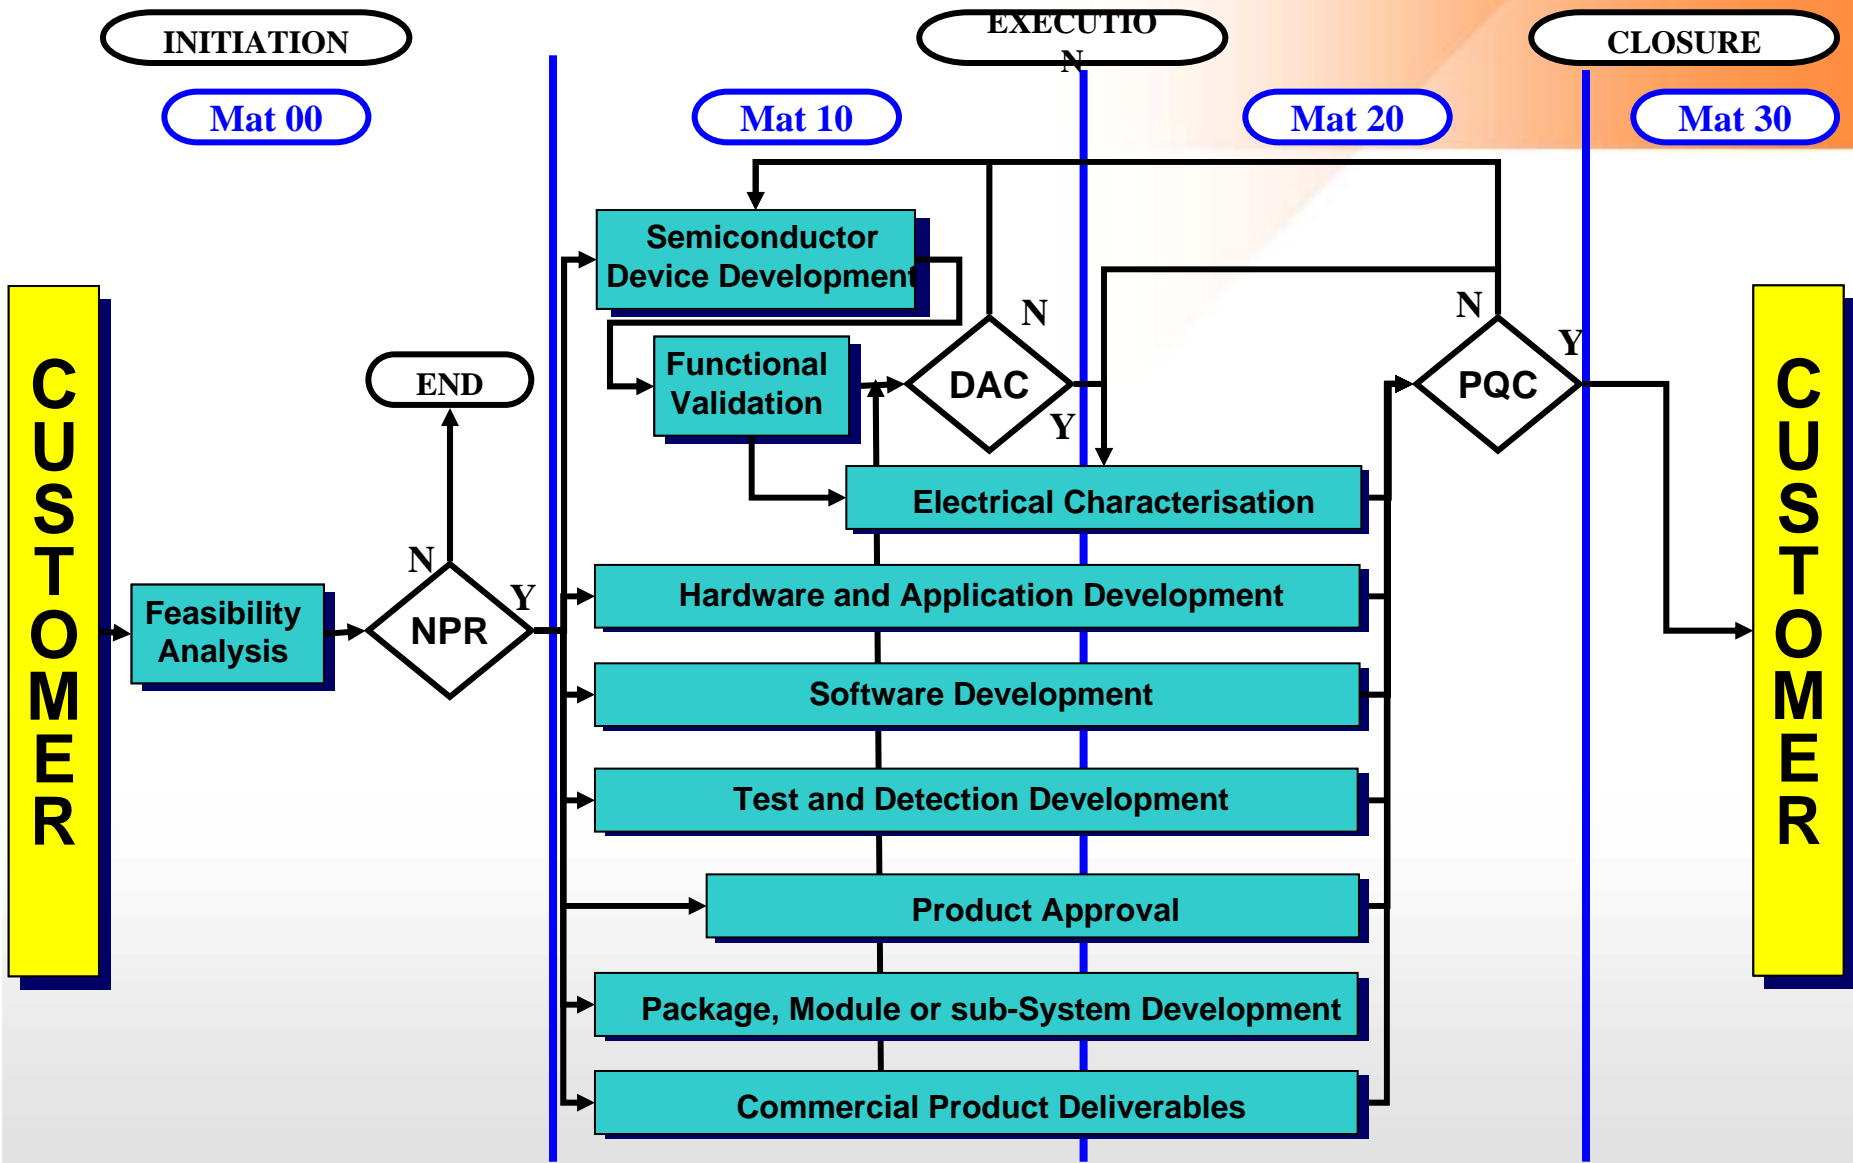 INITIATION
EXECUTIO
N
CLOSURE
Mat 00
Mat 10
Mat 20
Mat 30
Semiconductor
Device Development
N
N
Y
Functional
Validation
DAC
PQC
Y
END
C
U
S
T
O
M
E
R
C
U
S
T
O
M
E
R
Electrical Characterisation
N
Y
Feasibility
Analysis
NPR
Hardware and Application Development
Software Development
Test and Detection Development
Product Approval
Package, Module or sub-System Development
Commercial Product Deliverables